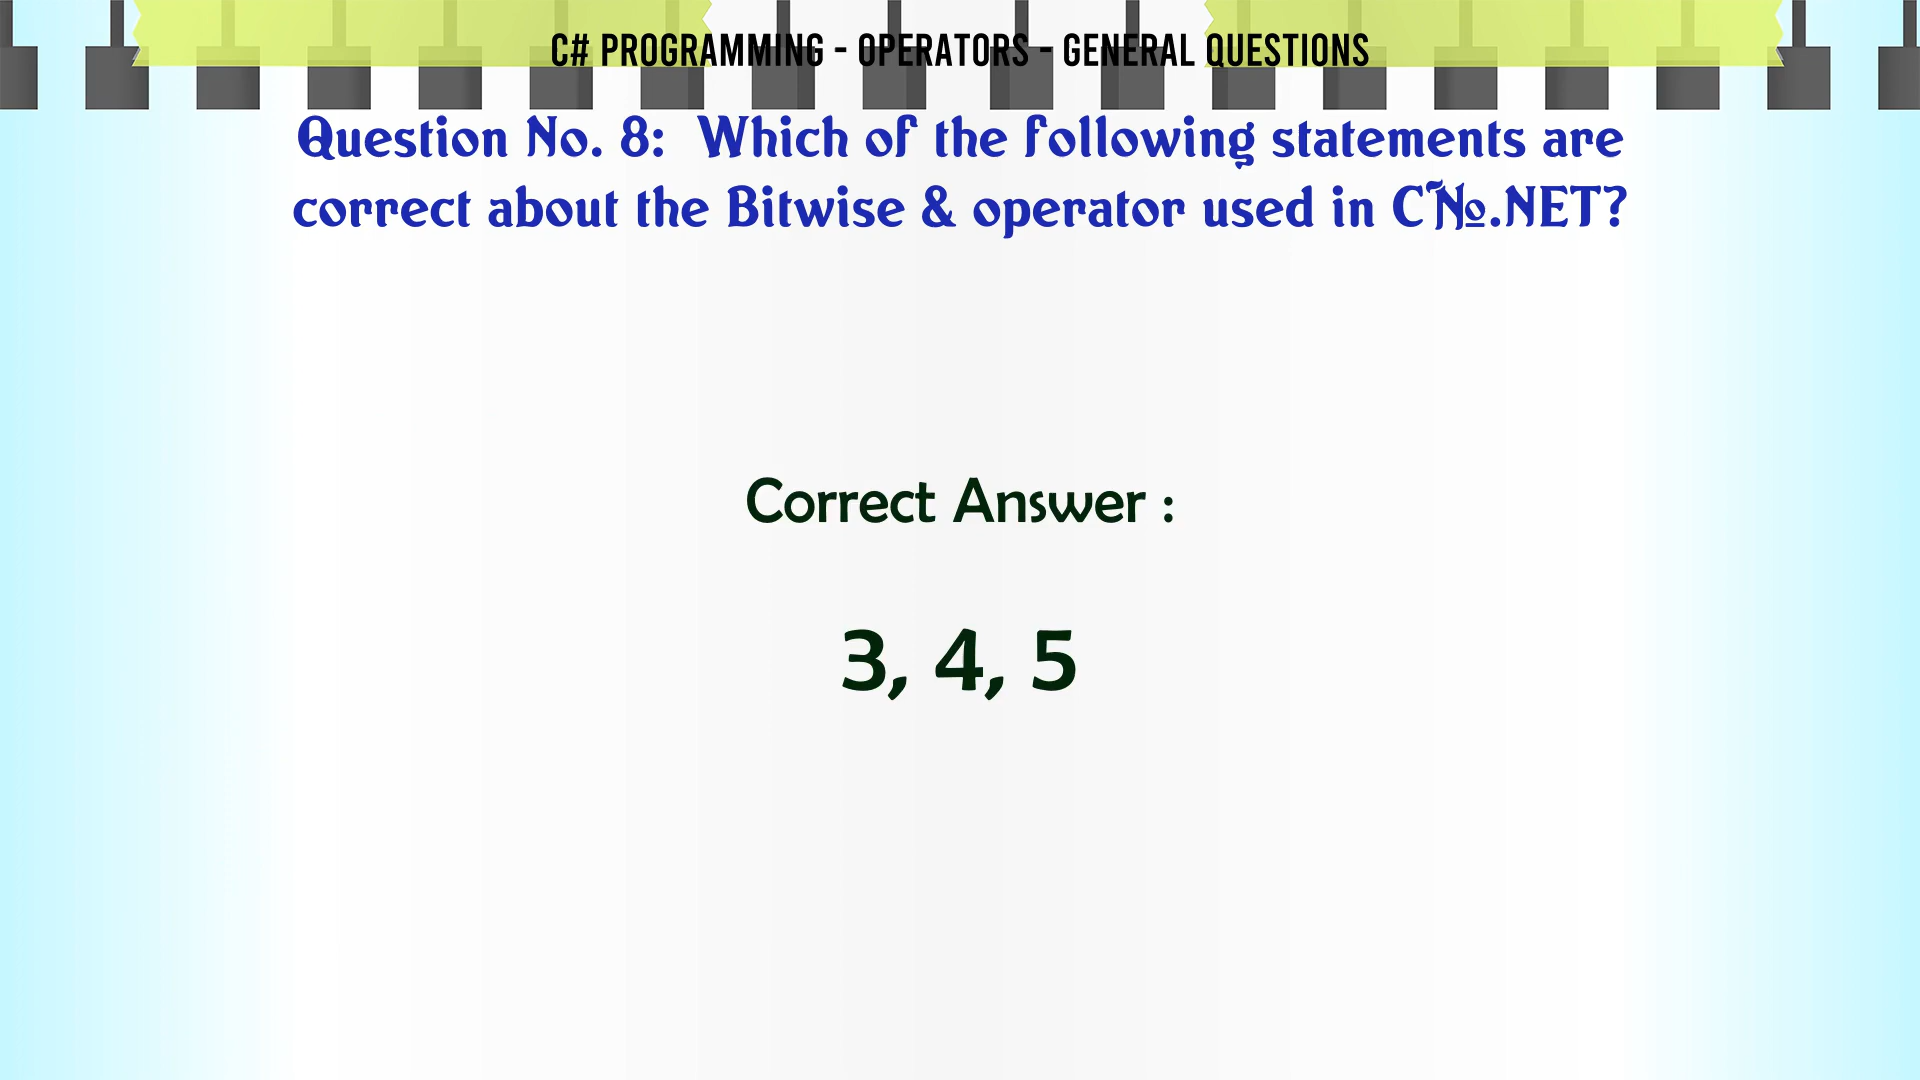 C# PROGRAMMING - OPERATORS - GENERAL QUESTIONS
Question No. 8: Which of the following statements are
correct about the Bitwise & operator used in C№.NET?
Correct Answer :
3, 4, 5